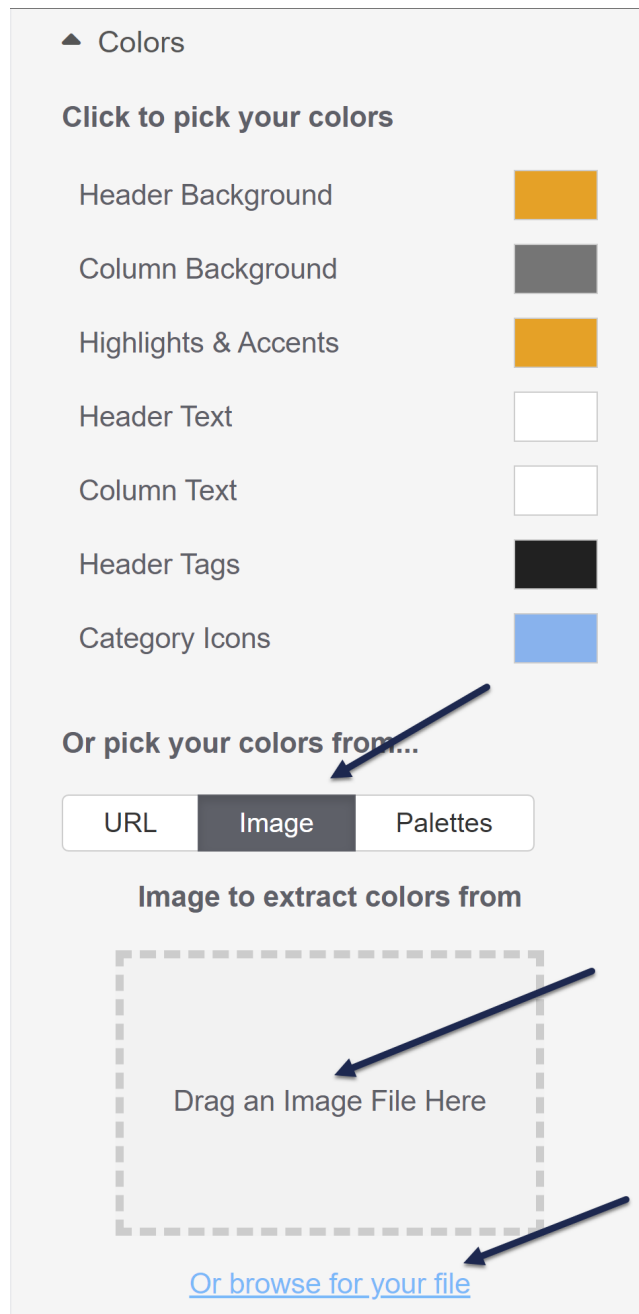 Colors
Click to pick your colors
Header Background
Column Background
Highlights & Accents
Header Text
Column Text
Header Tags
Category Icons
Or pick your colors from...
URL Image Palettes
Image to extract colors from
Drag an Image File Here
Or browse for your file